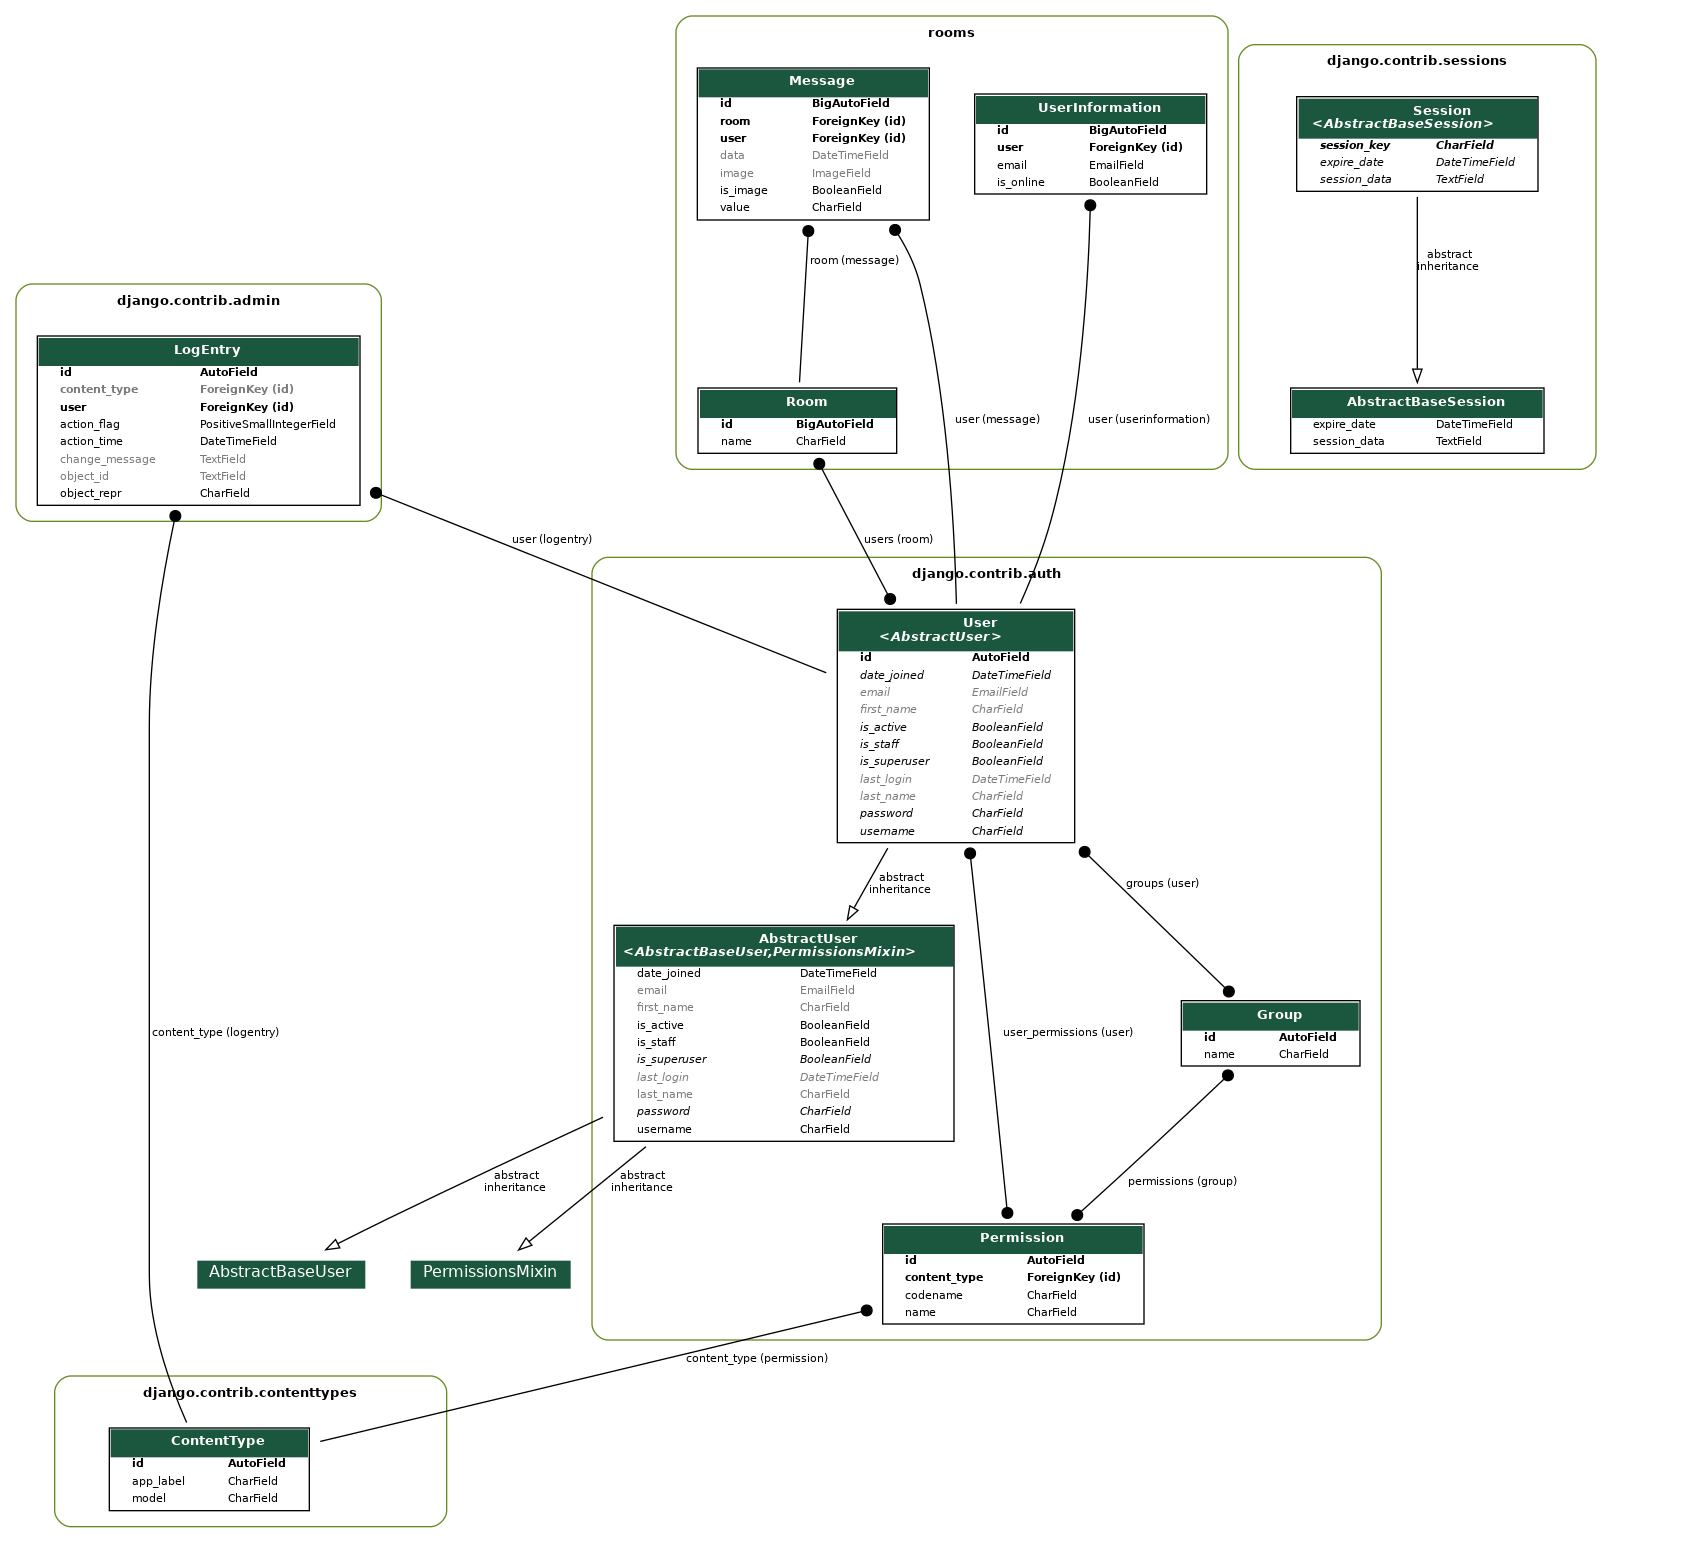 rooms
Message
id BigAutoField
room ForeignKey (id)
user ForeignKey (id)
data DateTimeField
image ImageField
is_image BooleanField
value CharField
UserInformation
id BigAutoField
user ForeignKey (id)
email EmailField
is_online BooleanField
room (message)
Room
id BigAutoField
name CharField
user (message)
user (userinformation)
django.contrib.sessions
Session
<AbstractBaseSession>
session_key CharField
expire_date DateTimeField
session_data TextField
abstract
inheritance
AbstractBaseSession
expire_date DateTimeField
session_data TextField
django.contrib.admin
LogEntry
id AutoField
content_type ForeignKey (id)
user ForeignKey (id)
action_flag PositiveSmallIntegerField
action_time DateTimeField
change_message TextField
object_id TextField
object_repr CharField
user (logentry)
users (room)
django.contrib.auth
User
<AbstractUser>
id AutoField
date_joined DateTimeField
email EmailField
first_name CharField
is_active BooleanField
is_staff BooleanField
is_superuser BooleanField
last_login DateTimeField
last_name CharField
password CharField
username CharField
abstract
inheritance
groups (user)
AbstractUser
<AbstractBaseUser,PermissionsMixin>
date_joined DateTimeField
email EmailField
first_name CharField
is_active BooleanField
is_staff BooleanField
is_superuser BooleanField
last_login DateTimeField
last_name CharField
password CharField
username CharField
content_type (logentry)
user_permissions (user)
Group
id AutoField
name CharField
abstract
inheritance
abstract
inheritance
permissions (group)
AbstractBaseUser
PermissionsMixin
Permission
id AutoField
content_type ForeignKey (id)
codename CharField
name CharField
content_type (permission)
django.contrib.contenttypes
ContentType
id AutoField
app_label CharField
model CharField